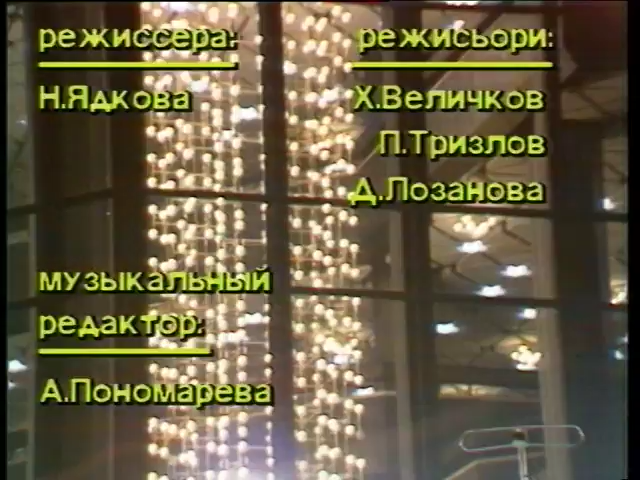 режиссера:
Н.Ядкова
музыкальный
редактор:
А.Пономарева
режисьори:
Х.Величков
П.Тризлов
Д.Лозанова